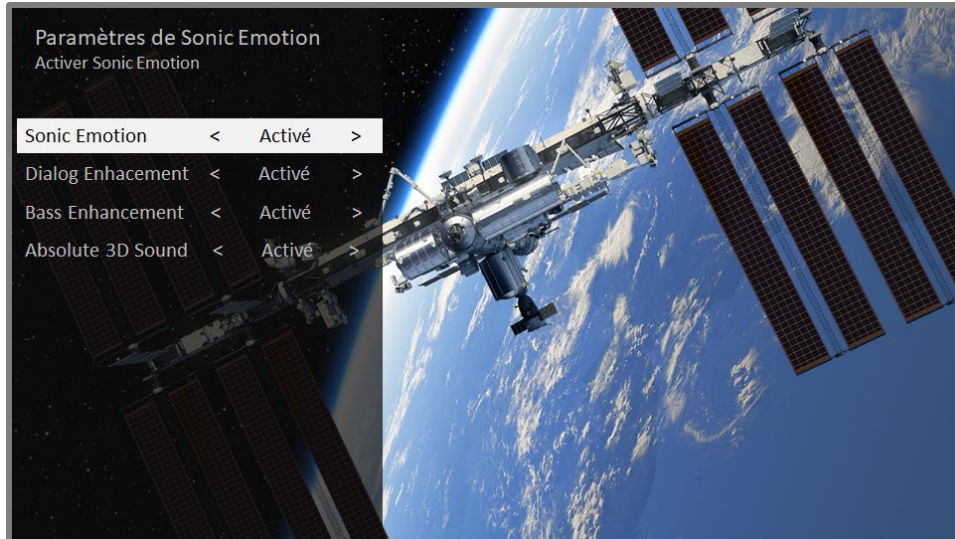 Paramètres de Sonic Emotion
Activer Sonic Emotion
Sonic Emotion < Activé >
Dialog Enhacement < Activé >
Bass Enhancement < Activé >
Absolute 3D Sound < Activé >